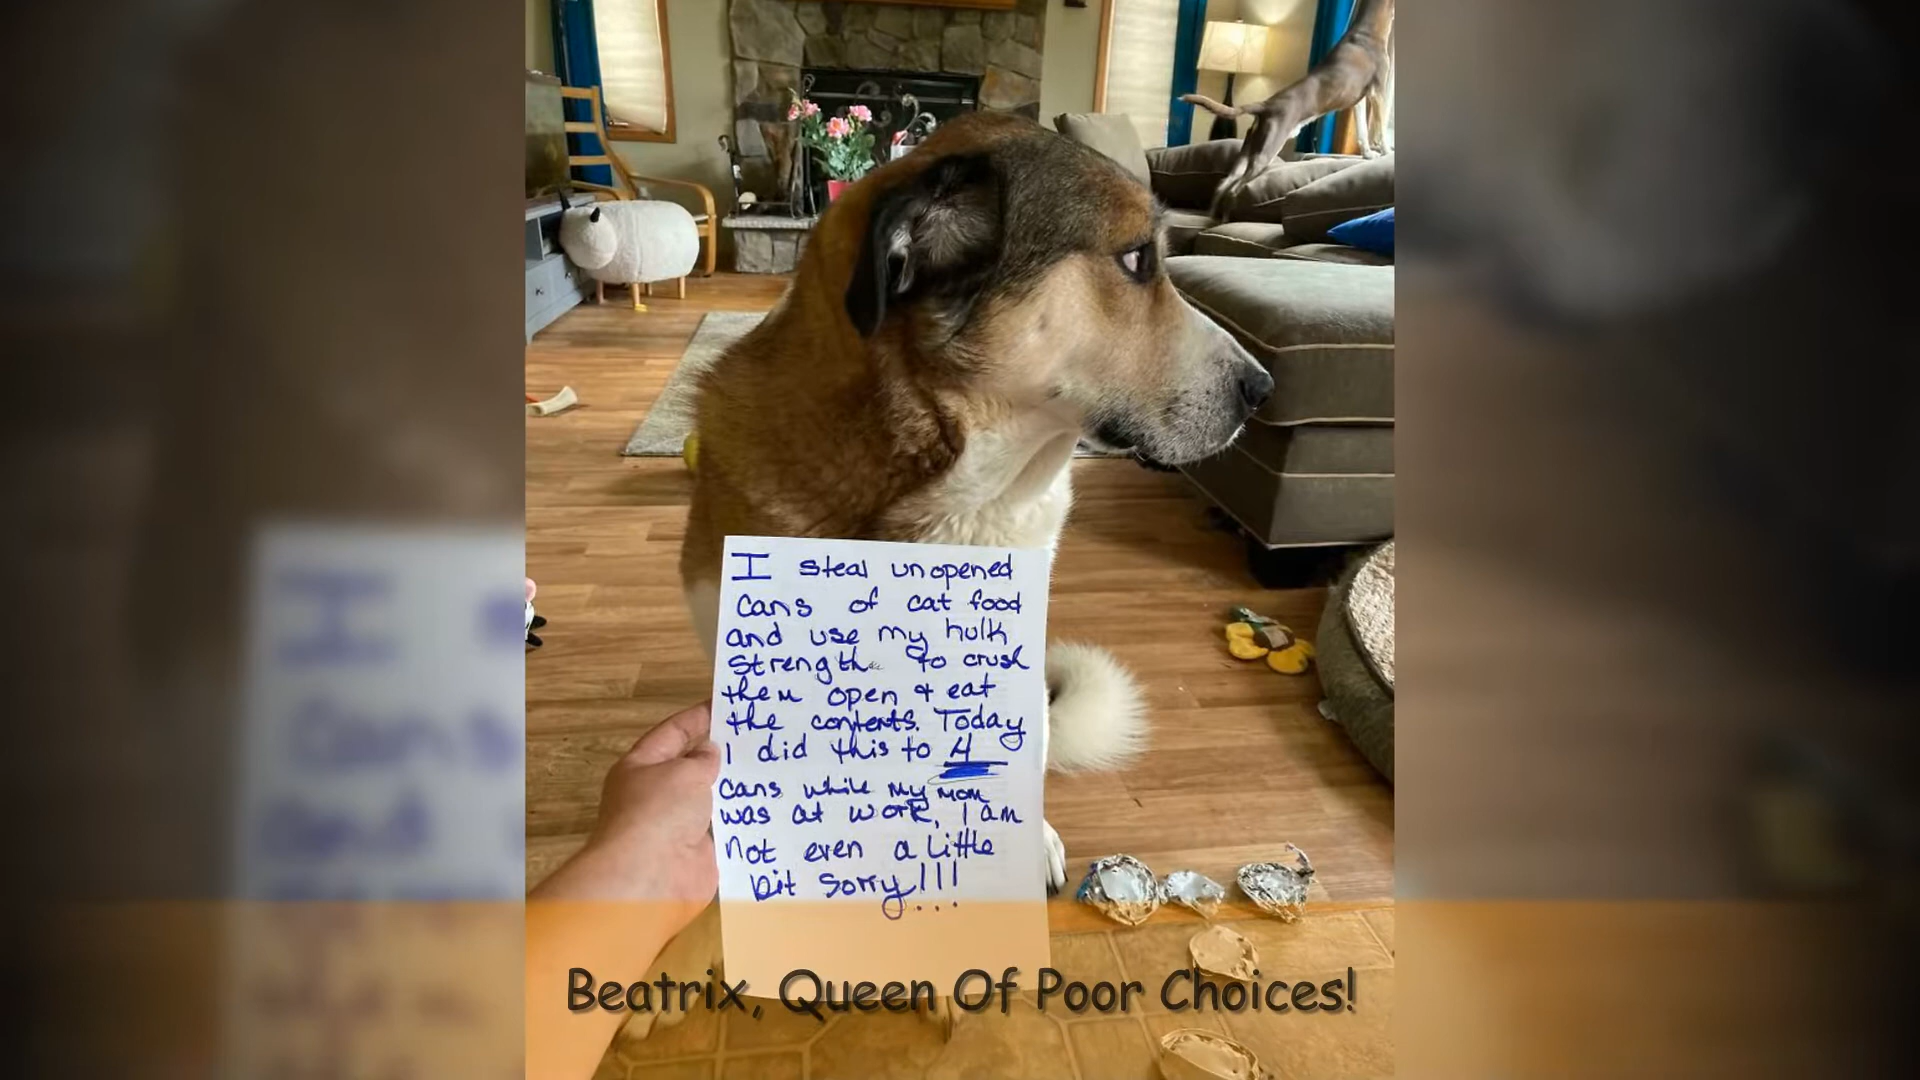 I steal unopened
cans of cat food
and use my hulk
strength to crush
them open & eat
the contents. Today
I did this to 4
cans while my mom
was at work, I am
not even a little
bit sorry!!!
Beatrix, Queen Of Poor Choices!